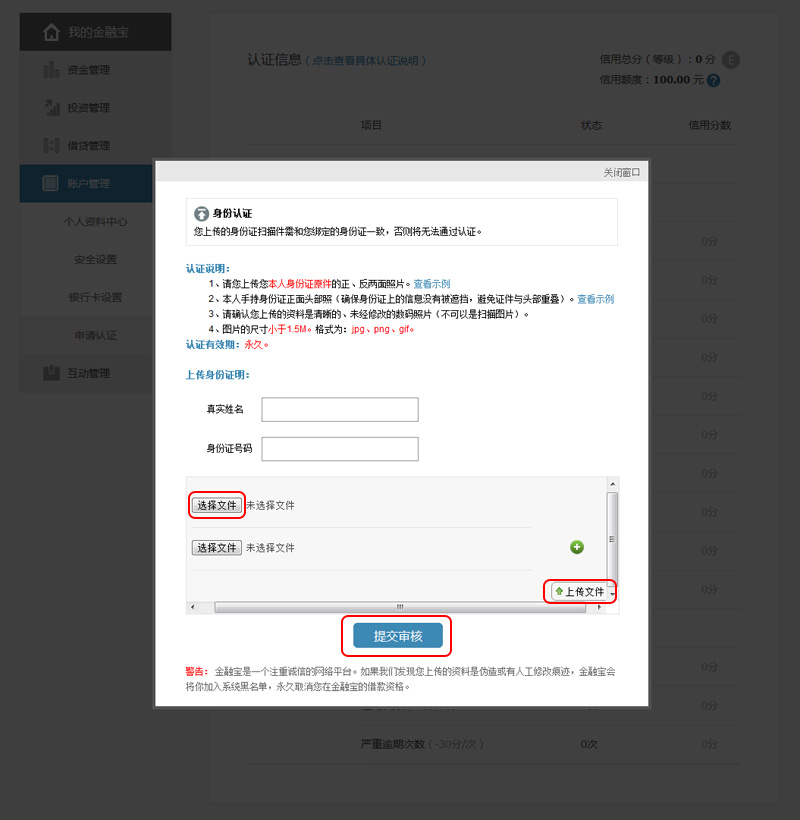 我的金融宝
资金管理
投资管理
借贷管理
账户管理
个人资料中心
安全设置
银行卡设置
申请认证
互动管理
认证信息（点击查看具体认证说明）
信用总分（等级）：0 分 E
信用额度：100.00 元 ?
项目 状态 信用分数
0分
0分
0分
0分
0分
0分
0分
0分
0分
0分
0分
0分
严重逾期次数（-30分/次） 0次 0分
关闭窗口
身份认证
您上传的身份证扫描件需和您绑定的身份证一致，否则将无法通过认证。
认证说明：
1、请您上传您本人身份证原件的正、反两面照片。查看示例
2、本人手持身份证正面头部照（确保身份证上的信息没有被遮挡，避免证件与头部重叠）。查看示例
3、请确认您上传的资料是清晰的、未经修改的数码照片（不可以是扫描图片）。
4、图片的尺寸小于1.5M。格式为：jpg、png、gif。
认证有效期：永久。
上传身份证明：
真实姓名
身份证号码
选择文件 未选择文件
选择文件 未选择文件
上传文件
提交审核
警告： 金融宝是一个注重诚信的网络平台。如果我们发现您上传的资料是伪造或有人工修改痕迹，金融宝会
将你加入系统黑名单，永久取消您在金融宝的借款资格。